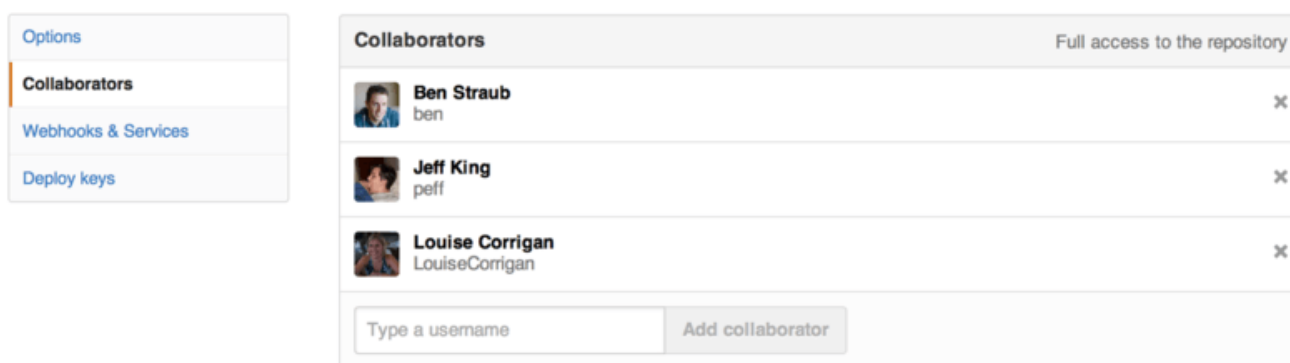 Options
Collaborators
Webhooks & Services
Deploy keys
Collaborators
Full access to the repository
Ben Straub
ben
Jeff King
peff
Louise Corrigan
LouiseCorrigan
Type a username
Add collaborator